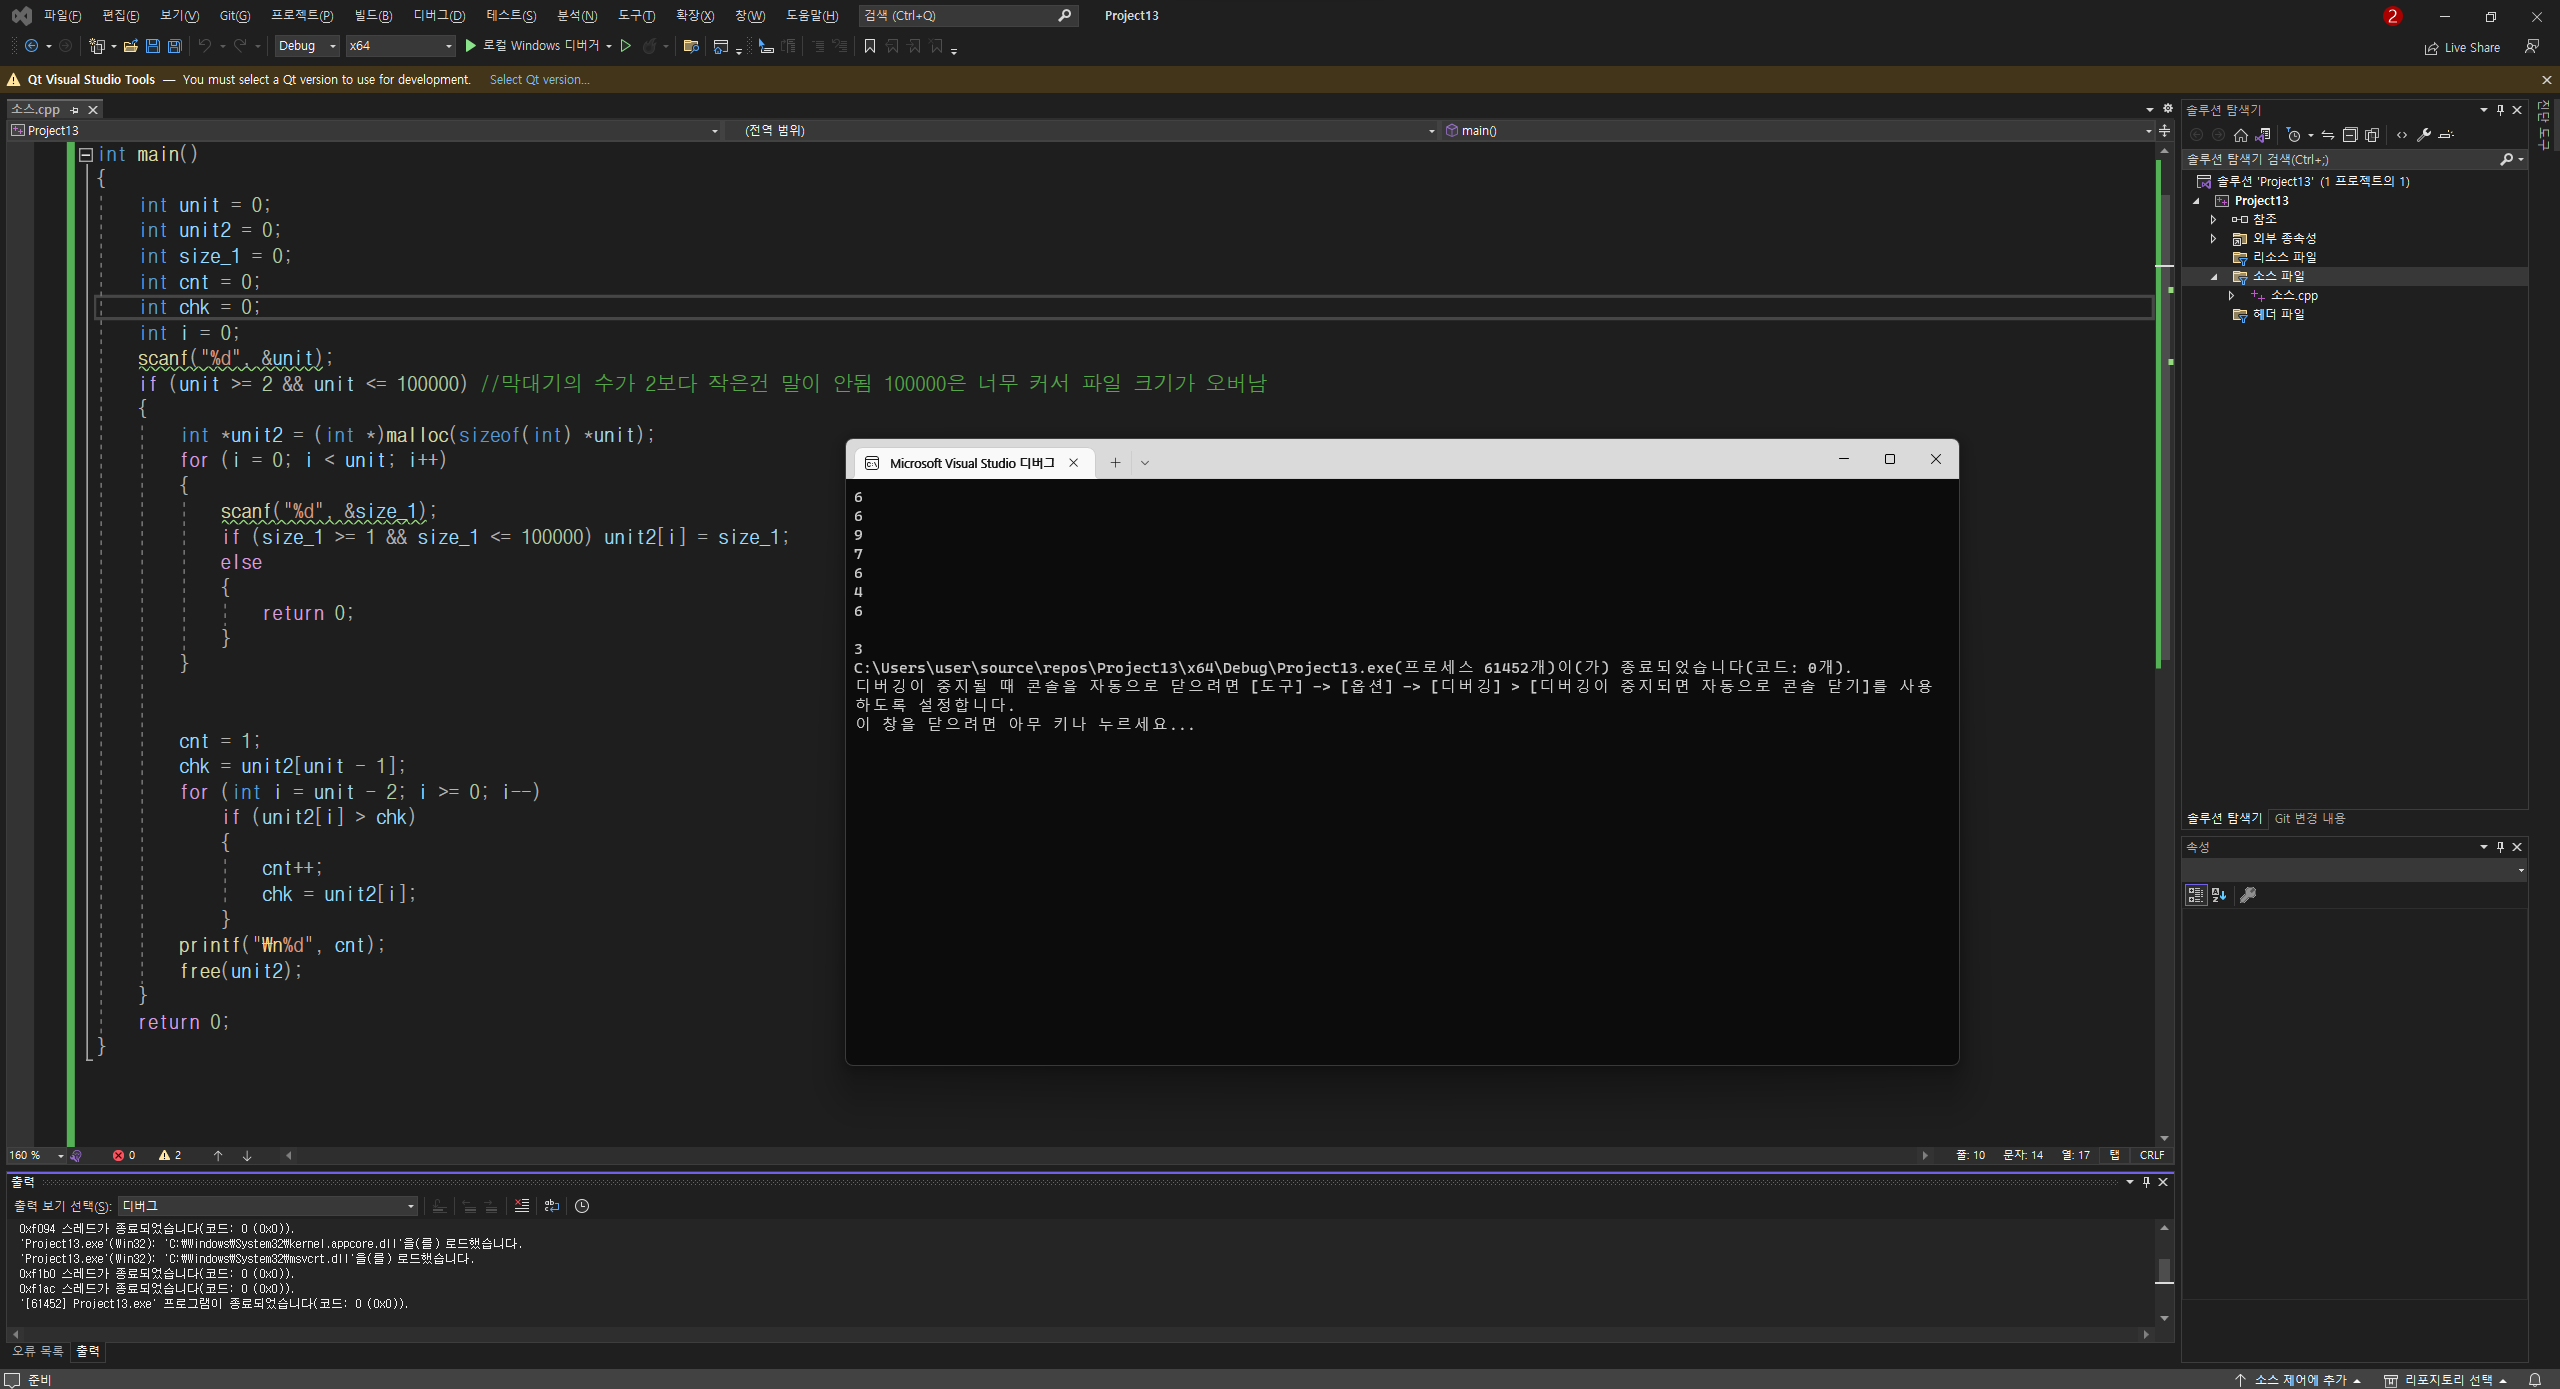 파일(F) 편집(E) 보기(V) Git(G) 프로젝트(P) 빌드(B) 디버그(D) 테스트(S) 분석(N) 도구(T) 확장(X) 창(W) 도움말(H) 검색 (Ctrl+Q) Project13 2
Debug x64 로컬 Windows 디버거 Live Share
Qt Visual Studio Tools — You must select a Qt version to use for development. Select Qt version...
소스.cpp
Project13 (전역 범위) main()
int main()
{
int unit = 0;
int unit2 = 0;
int size_1 = 0;
int cnt = 0;
int chk = 0;
int i = 0;
scanf("%d", &unit);
if (unit >= 2 && unit <= 100000) //막대기의 수가 2보다 작은건 말이 안됨 100000은 너무 커서 파일 크기가 오버남
{
int *unit2 = (int *)malloc(sizeof(int) *unit);
for (i = 0; i < unit; i++)
{
scanf("%d", &size_1);
if (size_1 >= 1 && size_1 <= 100000) unit2[i] = size_1;
else
{
return 0;
}
}
cnt = 1;
chk = unit2[unit - 1];
for (int i = unit - 2; i >= 0; i--)
if (unit2[i] > chk)
{
cnt++;
chk = unit2[i];
}
printf("₩n%d", cnt);
free(unit2);
}
return 0;
}
Microsoft Visual Studio 디버그
6
6
9
7
6
4
6
3
C:\Users\user\source\repos\Project13\x64\Debug\Project13.exe(프로세스 61452개)이(가) 종료되었습니다(코드: 0개).
디버깅이 중지될 때 콘솔을 자동으로 닫으려면 [도구] -> [옵션] -> [디버깅] > [디버깅이 중지되면 자동으로 콘솔 닫기]를 사용
하도록 설정합니다.
이 창을 닫으려면 아무 키나 누르세요...
160 % 0 2 줄: 10 문자: 14 열: 17 탭 CRLF
출력
출력 보기 선택(S): 디버그
0xf094 스레드가 종료되었습니다(코드: 0 (0x0)).
'Project13.exe'(Win32): 'C:₩Windows₩System32₩kernel.appcore.dll'을(를) 로드했습니다.
'Project13.exe'(Win32): 'C:₩Windows₩System32₩msvcrt.dll'을(를) 로드했습니다.
0xf1b0 스레드가 종료되었습니다(코드: 0 (0x0)).
0xf1ac 스레드가 종료되었습니다(코드: 0 (0x0)).
'[61452] Project13.exe' 프로그램이 종료되었습니다(코드: 0 (0x0)).
오류 목록 출력
준비 소스 제어에 추가 리포지토리 선택
솔루션 탐색기
솔루션 탐색기 검색(Ctrl+;)
솔루션 'Project13' (1 프로젝트의 1)
Project13
참조
외부 종속성
리소스 파일
소스 파일
소스.cpp
헤더 파일
솔루션 탐색기 Git 변경 내용
속성
진단 도구